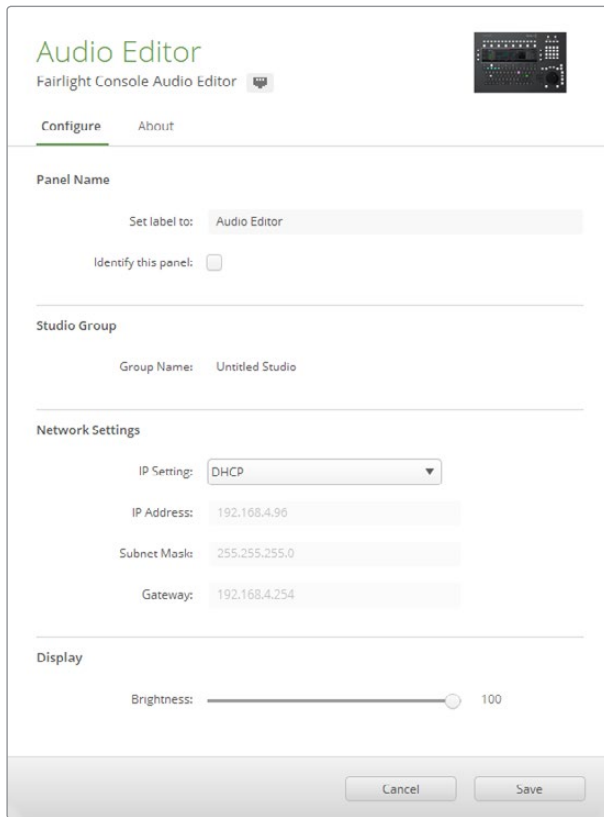 Audio Editor
Fairlight Console Audio Editor
Configure About
Panel Name
Set label to: Audio Editor
Identify this panel:
Studio Group
Group Name: Untitled Studio
Network Settings
IP Setting: DHCP
IP Address: 192.168.4.96
Subnet Mask: 255.255.255.0
Gateway: 192.168.4.254
Display
Brightness: 100
Cancel Save